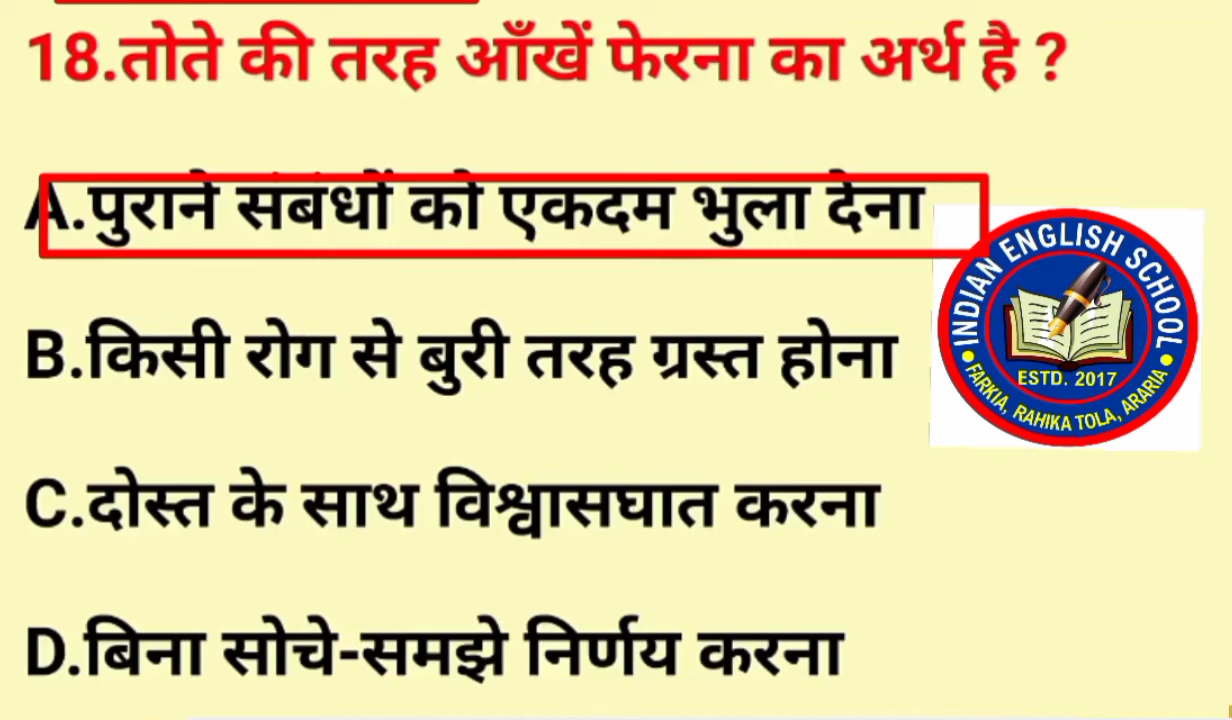 18.तोते की तरह आँखें फेरना का अर्थ है ?
A.पुराने संबंधों को एकदम भुला देना
B.किसी रोग से बुरी तरह ग्रस्त होना
C.दोस्त के साथ विश्वासघात करना
D.बिना सोचे-समझे निर्णय करना
INDIAN ENGLISH SCHOOL
ESTD. 2017
FARKIA, RAHIKA TOLA, ARARIA